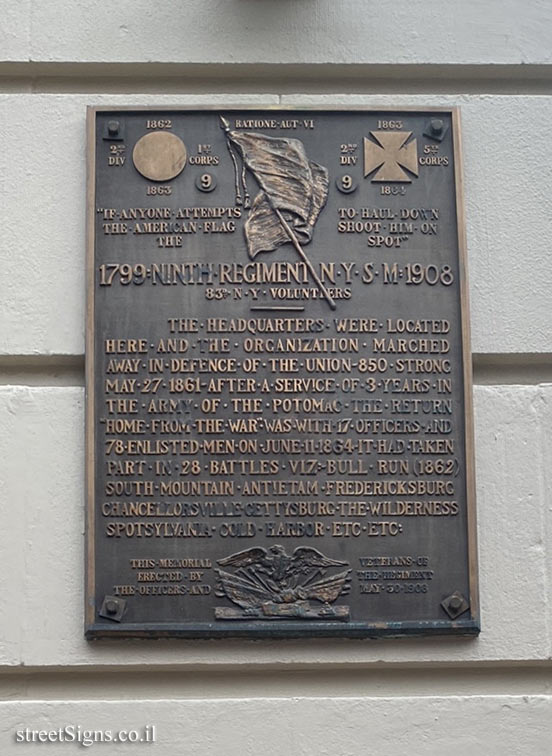 1862 RATIONE·AUT·VI 1863
2ND DIV 1ST CORPS 2ND DIV 5TH CORPS
9 9
1863 1864
"IF·ANYONE·ATTEMPTS TO·HAUL·DOWN
THE·AMERICAN·FLAG SHOOT·HIM·ON
THE SPOT"
1799·NINTH·REGIMENT·N·Y·S·M·1908
83D·N·Y·VOLUNTEERS
THE·HEADQUARTERS·WERE·LOCATED
HERE·AND·THE·ORGANIZATION·MARCHED
AWAY·IN·DEFENCE·OF·THE·UNION·850·STRONG
MAY·27·1861·AFTER·A·SERVICE·OF·3·YEARS·IN
THE·ARMY·OF·THE·POTOMAC·THE·RETURN
HOME·FROM·THE·WAR·WAS·WITH·17·OFFICERS·AND
78·ENLISTED·MEN·ON·JUNE·11·1864·IT·HAD·TAKEN
PART·IN·28·BATTLES·VIZ:·BULL·RUN·(1862)
SOUTH·MOUNTAIN·ANTIETAM·FREDERICKSBURG
CHANCELLORSVILLE·GETTYSBURG·THE·WILDERNESS
SPOTSYLVANIA·COLD·HARBOR·ETC·ETC:
THIS·MEMORIAL VETERANS·OF
ERECTED·BY THE·REGIMENT
THE·OFFICERS·AND MAY·30·1908
streetSigns.co.il